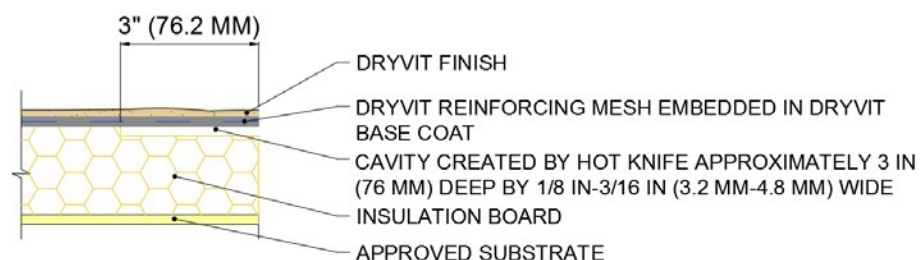 3" (76.2 MM)
DRYVIT FINISH
DRYVIT REINFORCING MESH EMBEDDED IN DRYVIT
BASE COAT
CAVITY CREATED BY HOT KNIFE APPROXIMATELY 3 IN
(76 MM) DEEP BY 1/8 IN-3/16 IN (3.2 MM-4.8 MM) WIDE
INSULATION BOARD
APPROVED SUBSTRATE